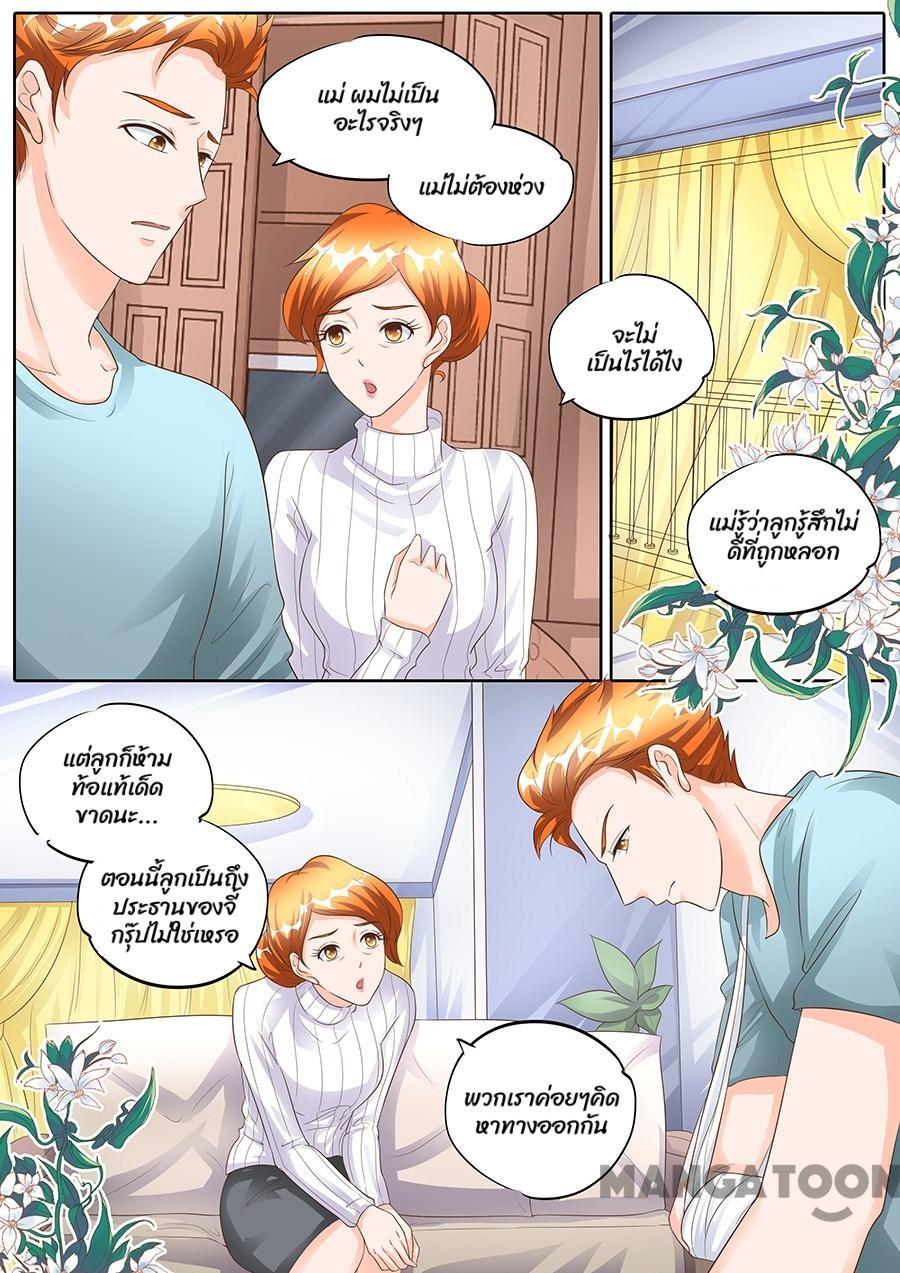 แม่ ผมไม่เป็น
อะไรจริงๆ
แม่ไม่ต้องห่วง
จะไม่
เป็นไรได้ไง
แม่รู้ว่าลูกรู้สึกไม่
ดีที่ถูกหลอก
แต่ลูกก็ห้าม
ท้อแท้เด็ด
ขาดนะ...
ตอนนี้ลูกเป็นถึง
ประธานของจี้
กรุ๊ปไม่ใช่เหรอ
พวกเราค่อยๆคิด
หาทางออกกัน
MANGATOON